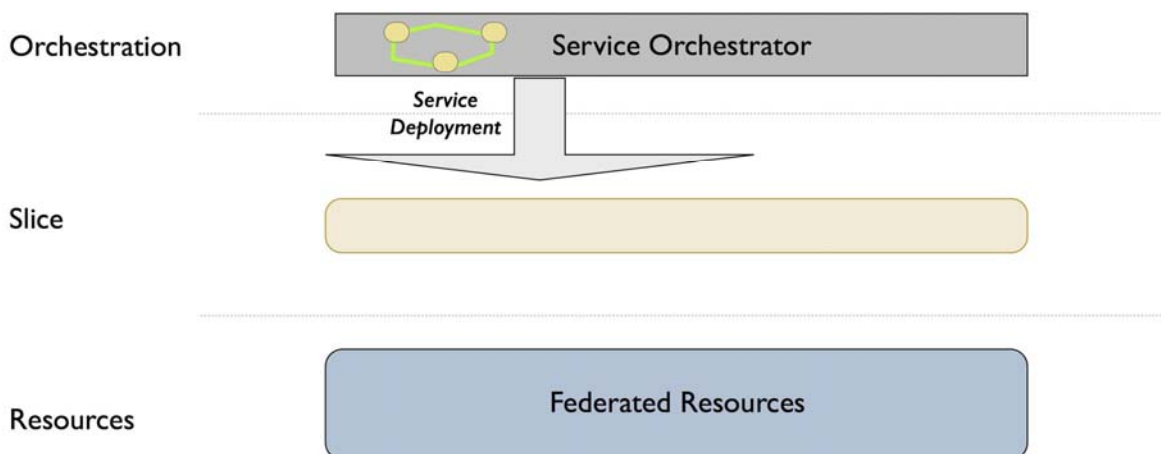 Orchestration
Service Orchestrator
Service
Deployment
Slice
Federated Resources
Resources